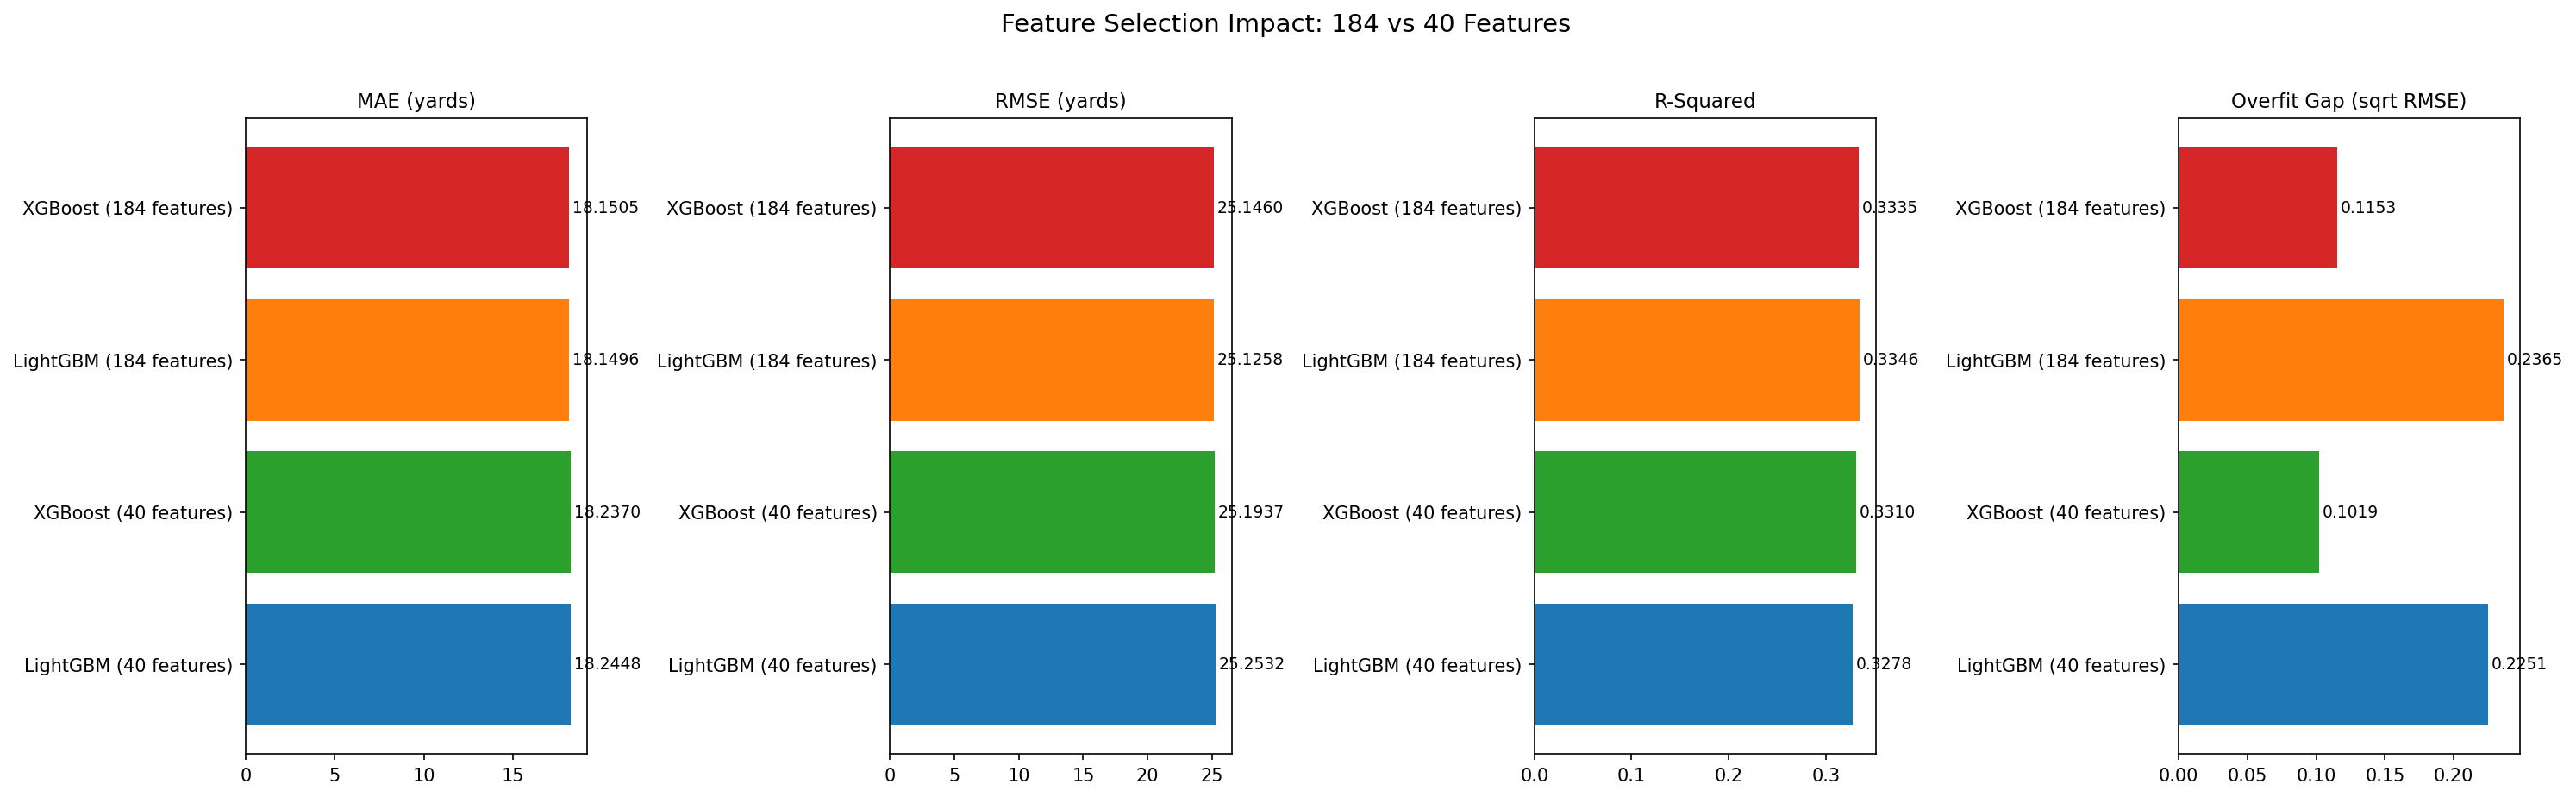 Feature Selection Impact: 184 vs 40 Features
MAE (yards)
XGBoost (184 features)
18.1505
LightGBM (184 features)
18.1496
XGBoost (40 features)
18.2370
LightGBM (40 features)
18.2448
0 5 10 15
RMSE (yards)
XGBoost (184 features)
25.1460
LightGBM (184 features)
25.1258
XGBoost (40 features)
25.1937
LightGBM (40 features)
25.2532
0 5 10 15 20 25
R-Squared
XGBoost (184 features)
0.3335
LightGBM (184 features)
0.3346
XGBoost (40 features)
0.3310
LightGBM (40 features)
0.3278
0.0 0.1 0.2 0.3
Overfit Gap (sqrt RMSE)
XGBoost (184 features)
0.1153
LightGBM (184 features)
0.2365
XGBoost (40 features)
0.1019
LightGBM (40 features)
0.2251
0.00 0.05 0.10 0.15 0.20